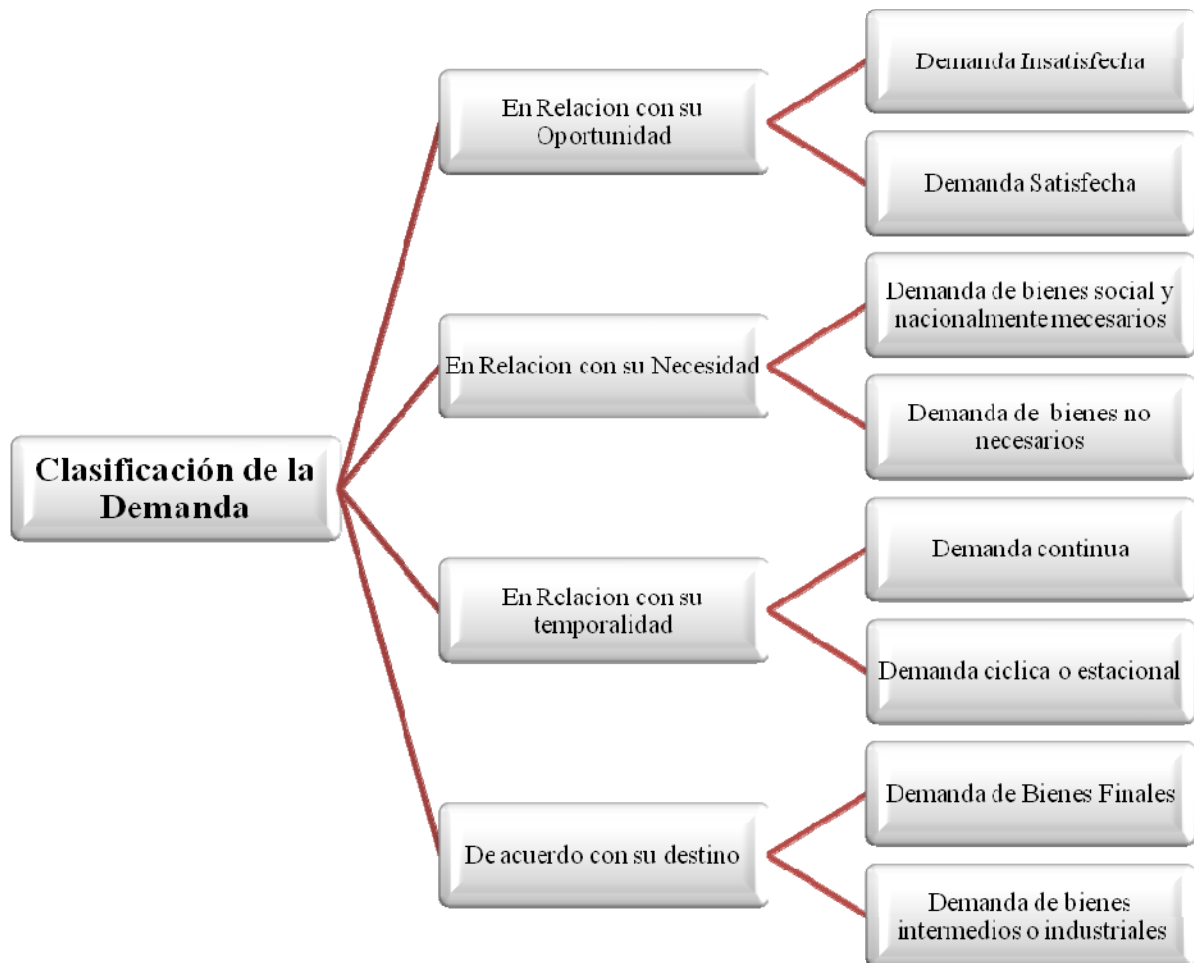 Clasificación de la
Demanda
En Relacion con su
Oportunidad
Demanda Insatisfecha
Demanda Satisfecha
En Relacion con su Necesidad
Demanda de bienes social y
nacionalmente mecesarios
Demanda de bienes no
necesarios
En Relacion con su
temporalidad
Demanda continua
Demanda ciclica o estacional
De acuerdo con su destino
Demanda de Bienes Finales
Demanda de bienes
intermedios o industriales